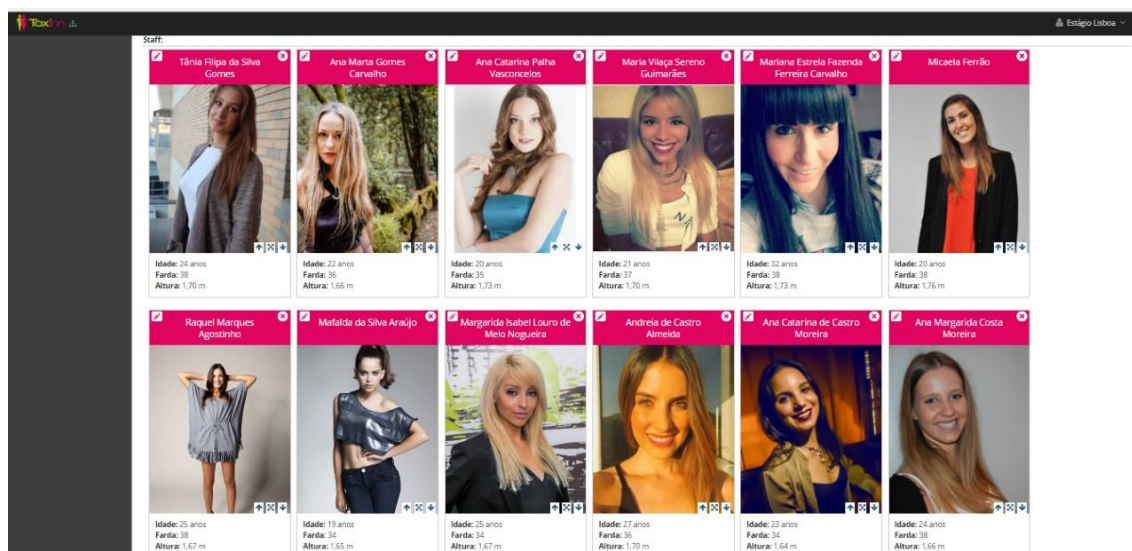 Toxinn
Estágio Lisboa
Staff:
Tânia Filipa da Silva
Gomes
Ana Marta Gomes
Carvalho
Ana Catarina Palha
Vasconcelos
Maria Vilaça Sereno
Guimarães
Mariana Estrela Fazenda
Ferreira Carvalho
Micaela Ferrão
Idade: 24 anos
Farda: 38
Altura: 1,70 m
Idade: 22 anos
Farda: 36
Altura: 1,66 m
Idade: 20 anos
Farda: 35
Altura: 1,73 m
Idade: 21 anos
Farda: 37
Altura: 1,70 m
Idade: 32 anos
Farda: 38
Altura: 1,73 m
Idade: 20 anos
Farda: 38
Altura: 1,76 m
Raquel Marques
Agostinho
Mafalda da Silva Araújo
Margarida Isabel Louro de
Melo Nogueira
Andreia de Castro
Almeida
Ana Catarina de Castro
Moreira
Ana Margarida Costa
Moreira
Idade: 25 anos
Farda: 38
Altura: 1,67 m
Idade: 19 anos
Farda: 34
Altura: 1,65 m
Idade: 25 anos
Farda: 34
Altura: 1,67 m
Idade: 27 anos
Farda: 36
Altura: 1,70 m
Idade: 23 anos
Farda: 34
Altura: 1,64 m
Idade: 24 anos
Farda: 38
Altura: 1,66 m